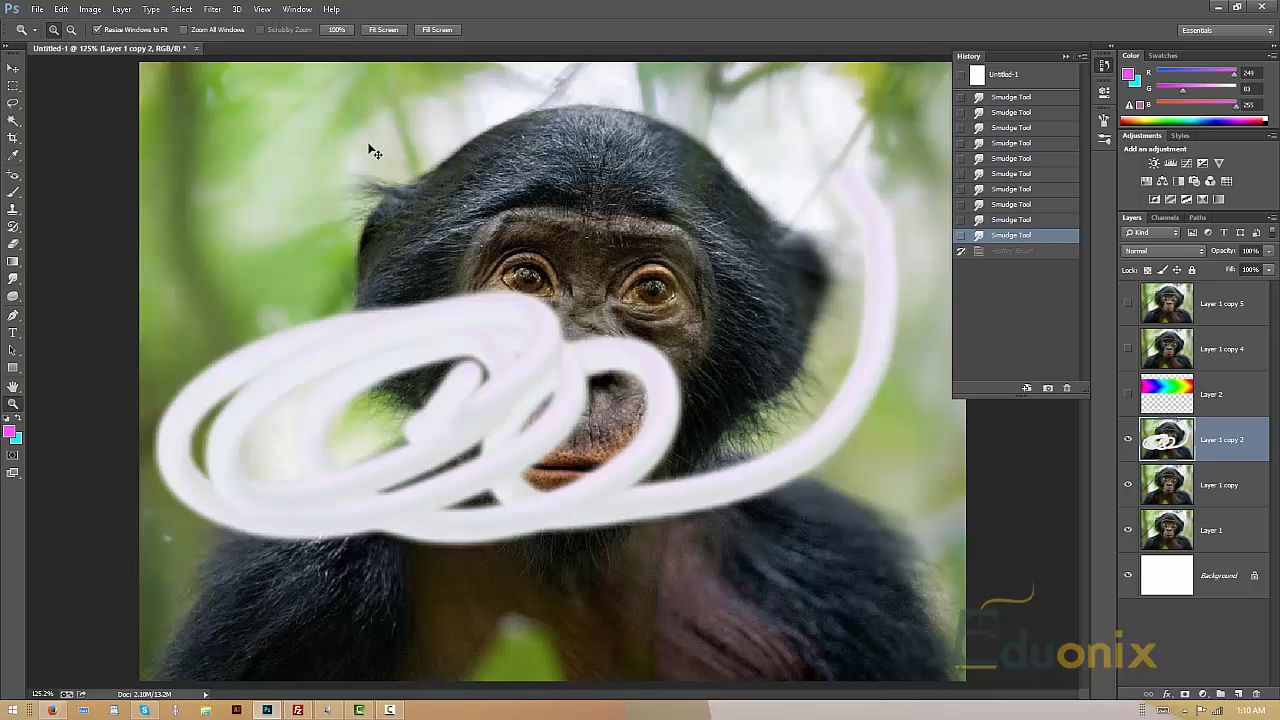 Ps File Edit Image Layer Type Select Filter 3D View Window Help
Resize Windows to Fit Zoom All Windows Scrubby Zoom 100% Fit Screen Fill Screen Essentials
Untitled-1 @ 125% (Layer 1 copy 2, RGB/8) * ×
History
Untitled-1
Smudge Tool
Smudge Tool
Smudge Tool
Smudge Tool
Smudge Tool
Smudge Tool
Smudge Tool
Smudge Tool
Smudge Tool
Smudge Tool
History Brush
Color Swatches
R 249
G 83
B 255
Adjustments Styles
Add an adjustment
Layers Channels Paths
Kind
Normal Opacity: 100%
Lock: Fill: 100%
Layer 1 copy 5
Layer 1 copy 4
Layer 2
Layer 1 copy 2
Layer 1 copy
Layer 1
Background
Eduonix
125.2% Doc: 2.10M/13.2M
1:10 AM